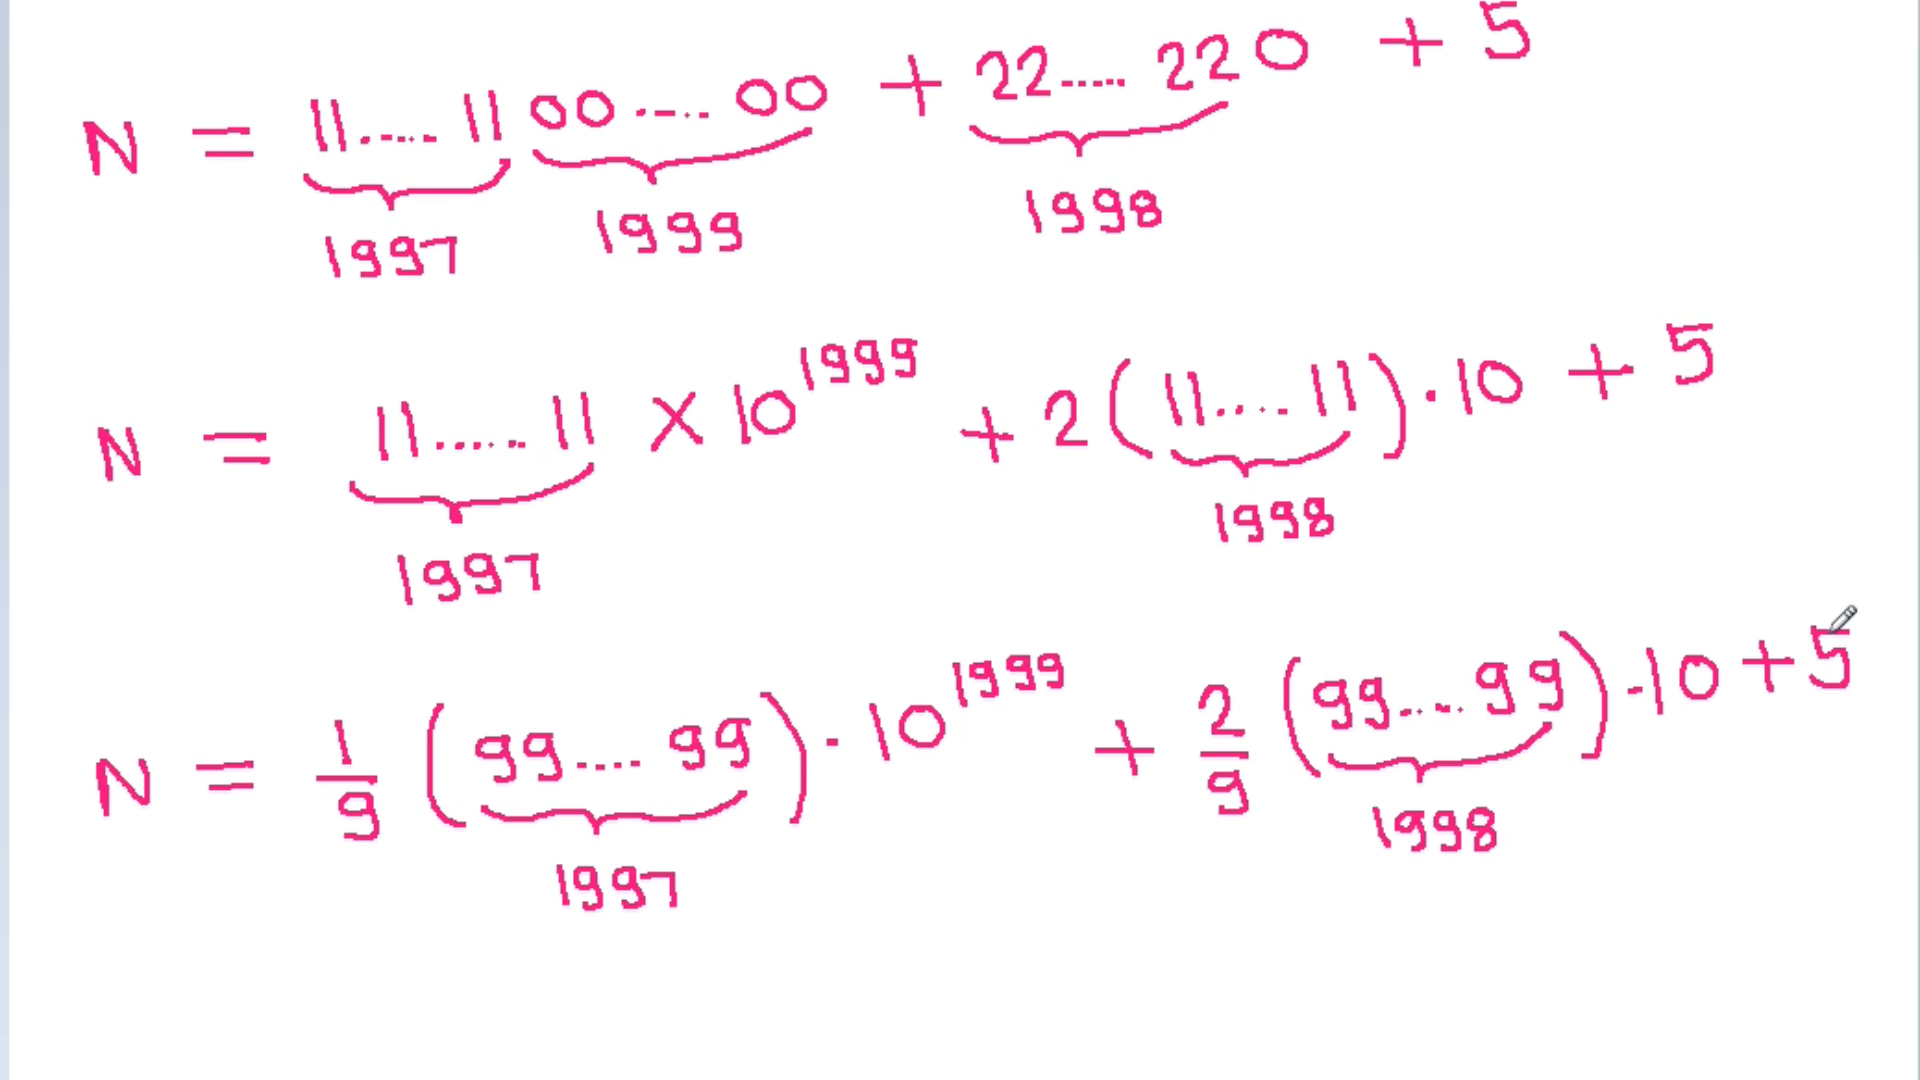 N = 11.....11 00.....00 + 22.....220 + 5
1997 1999 1998
N = 11.....11 × 10^1999 + 2(11....11)·10 + 5
1997 1998
N = 1/9 (99....99)·10^1999 + 2/9 (99....99)·10 + 5
1997 1998